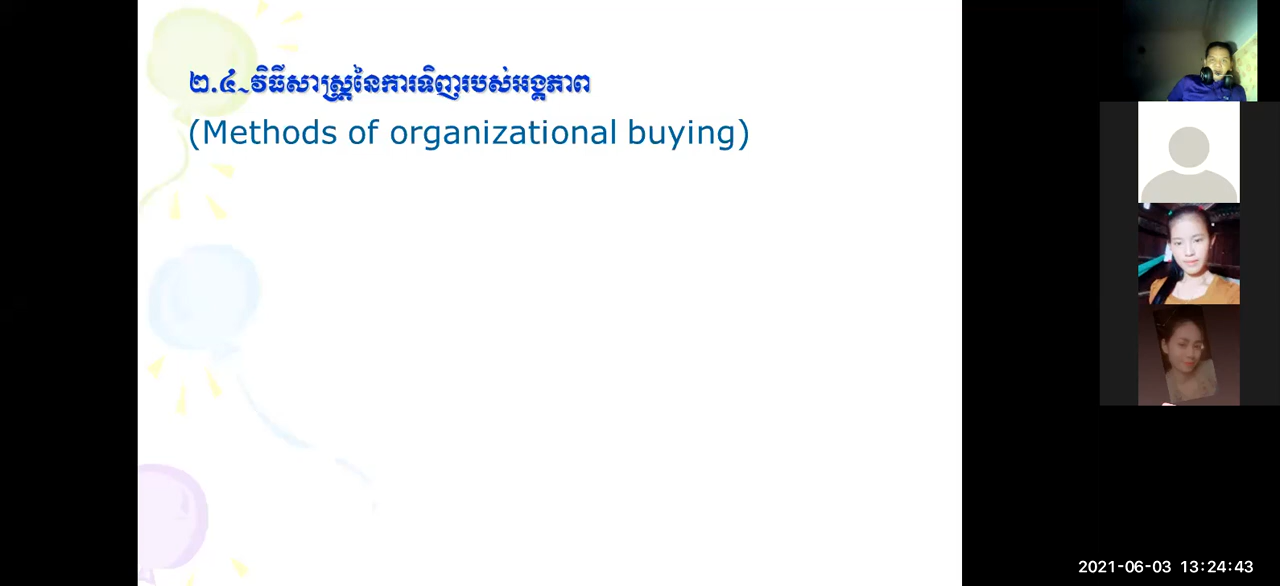 ២.៤~វិធីសាស្ត្រនៃការទិញរបស់អង្គភាព
(Methods of organizational buying)
2021-06-03 13:24:43